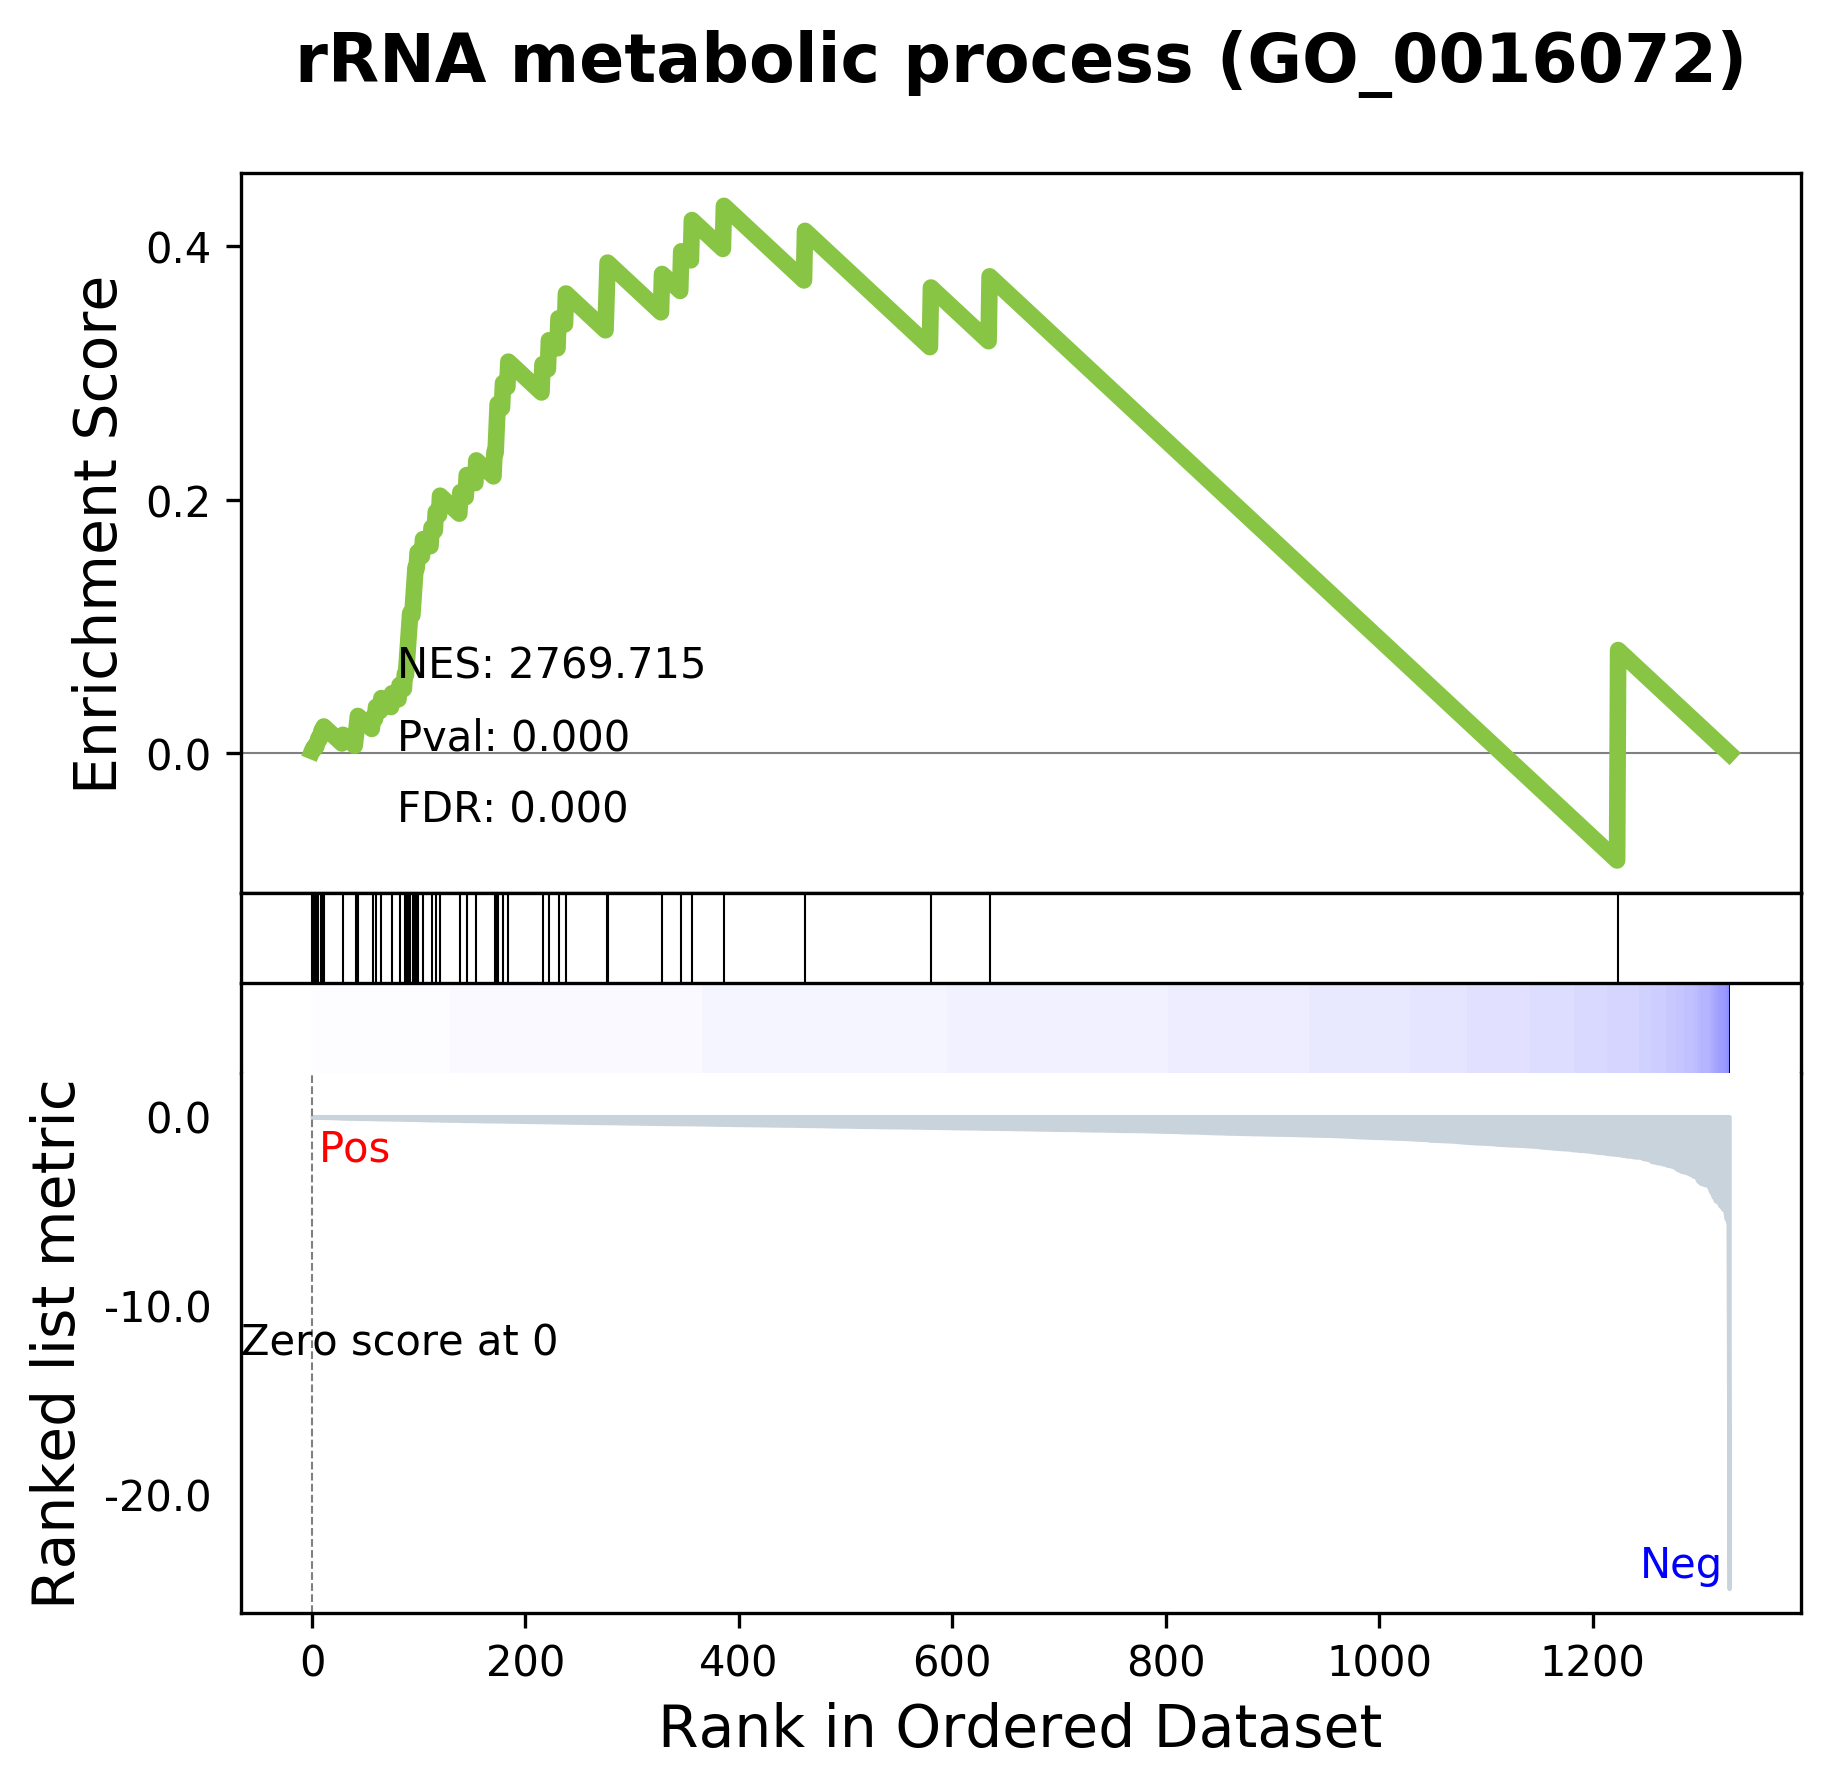 rRNA metabolic process (GO_0016072)
Enrichment Score
0.4
0.2
0.0
NES: 2769.715
Pval: 0.000
FDR: 0.000
Ranked list metric
0.0
-10.0
-20.0
Pos
Zero score at 0
Neg
0 200 400 600 800 1000 1200
Rank in Ordered Dataset